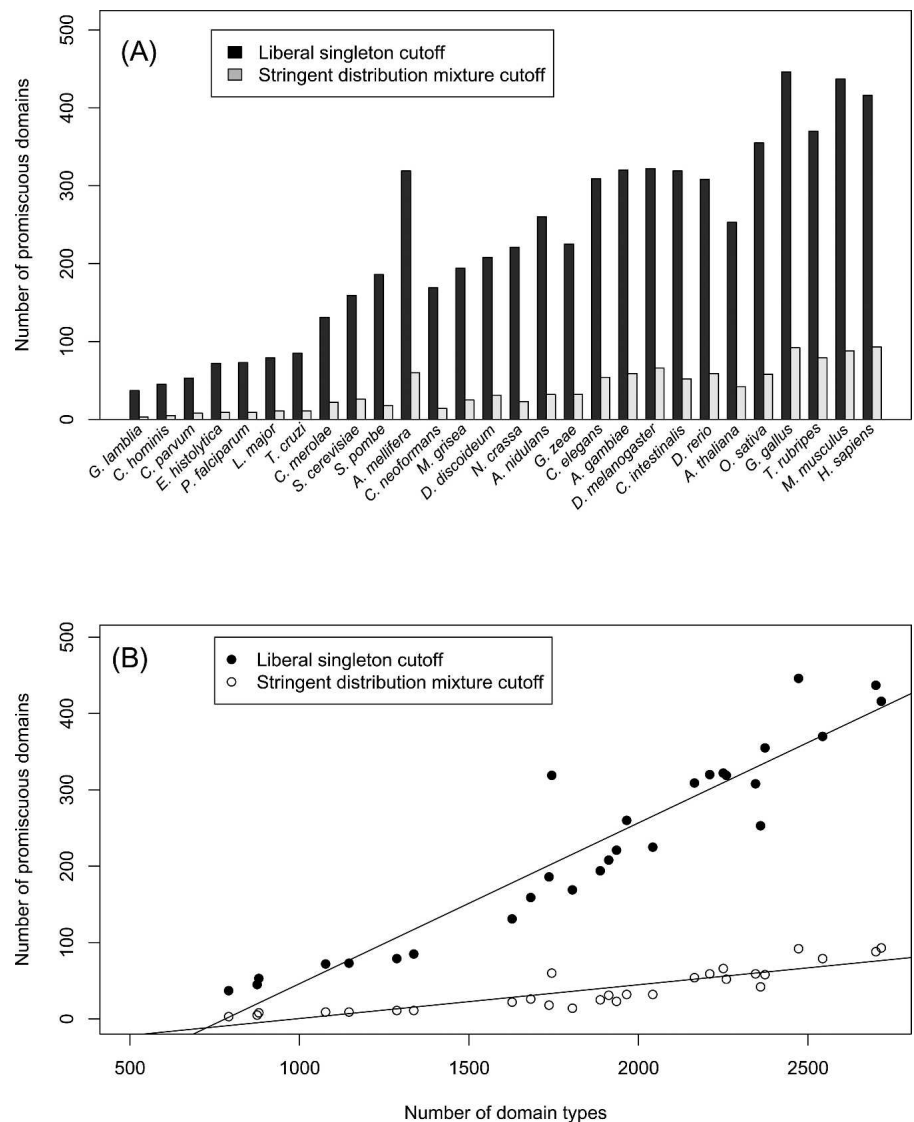 (A)
Liberal singleton cutoff
Stringent distribution mixture cutoff
Number of promiscuous domains
500
400
300
200
100
0
G. lamblia
C. hominis
C. parvum
E. histolytica
P. falciparum
L. major
T. cruzi
C. merolae
S. cerevisiae
S. pombe
A. mellifera
C. neoformans
M. grisea
D. discoideum
N. crassa
A. nidulans
G. zeae
C. elegans
A. gambiae
D. melanogaster
C. intestinalis
D. rerio
A. thaliana
O. sativa
G. gallus
T. rubripes
M. musculus
H. sapiens
(B)
Liberal singleton cutoff
Stringent distribution mixture cutoff
Number of promiscuous domains
500
400
300
200
100
0
500 1000 1500 2000 2500
Number of domain types